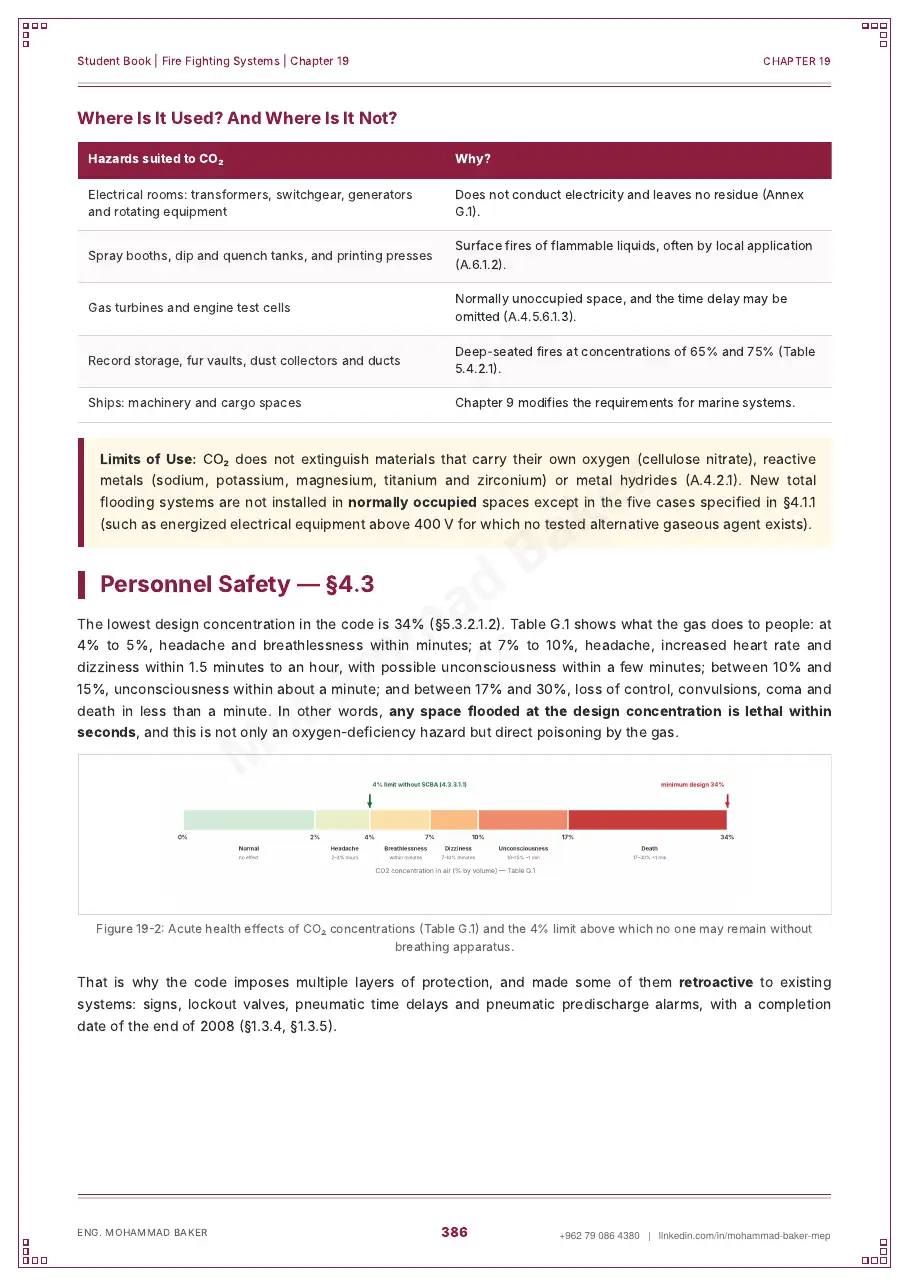 Student Book | Fire Fighting Systems | Chapter 19
CHAPTER 19
Where Is It Used? And Where Is It Not?
Hazards suited to CO₂
Why?
Electrical rooms: transformers, switchgear, generators
and rotating equipment
Does not conduct electricity and leaves no residue (Annex
G.1).
Spray booths, dip and quench tanks, and printing presses
Surface fires of flammable liquids, often by local application
(A.6.1.2).
Gas turbines and engine test cells
Normally unoccupied space, and the time delay may be
omitted (A.4.5.6.1.3).
Record storage, fur vaults, dust collectors and ducts
Deep-seated fires at concentrations of 65% and 75% (Table
5.4.2.1).
Ships: machinery and cargo spaces
Chapter 9 modifies the requirements for marine systems.
Limits of Use: CO₂ does not extinguish materials that carry their own oxygen (cellulose nitrate), reactive
metals (sodium, potassium, magnesium, titanium and zirconium) or metal hydrides (A.4.2.1). New total
flooding systems are not installed in normally occupied spaces except in the five cases specified in §4.1.1
(such as energized electrical equipment above 400 V for which no tested alternative gaseous agent exists).
Personnel Safety — §4.3
The lowest design concentration in the code is 34% (§5.3.2.1.2). Table G.1 shows what the gas does to people: at
4% to 5%, headache and breathlessness within minutes; at 7% to 10%, headache, increased heart rate and
dizziness within 1.5 minutes to an hour, with possible unconsciousness within a few minutes; between 10% and
15%, unconsciousness within about a minute; and between 17% and 30%, loss of control, convulsions, coma and
death in less than a minute. In other words, any space flooded at the design concentration is lethal within
seconds, and this is not only an oxygen-deficiency hazard but direct poisoning by the gas.
4% limit without SCBA (4.3.3.1.1)
minimum design 34%
0% 2% 4% 7% 10% 17% 34%
Normal Headache Breathlessness Dizziness Unconsciousness Death
no effect 2–4% hours within minutes 7–10% minutes 10–15% ~1 min 17–30% <1 min
CO2 concentration in air (% by volume) — Table G.1
Figure 19-2: Acute health effects of CO₂ concentrations (Table G.1) and the 4% limit above which no one may remain without
breathing apparatus.
That is why the code imposes multiple layers of protection, and made some of them retroactive to existing
systems: signs, lockout valves, pneumatic time delays and pneumatic predischarge alarms, with a completion
date of the end of 2008 (§1.3.4, §1.3.5).
ENG. MOHAMMAD BAKER
386
+962 79 086 4380 | linkedin.com/in/mohammad-baker-mep